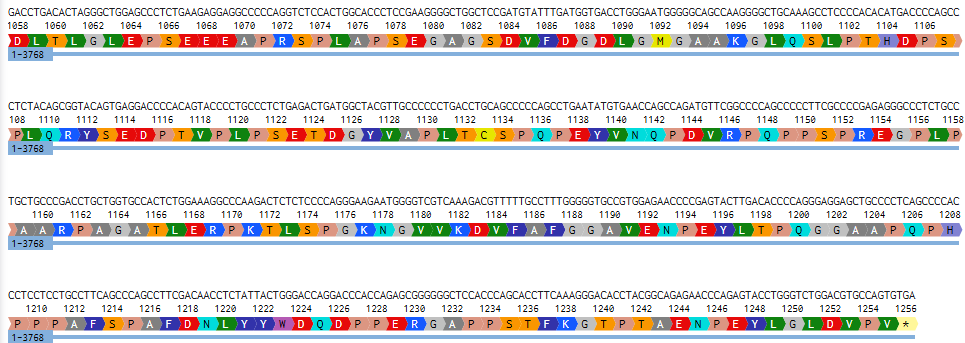 GACCTGACACTAGGGCTGGAGCCCTCTGAAGAGGAGGCCCCCAGGTCTCCACTGGCACCCTCCGAAGGGGCTGGCTCCGATGTATTTGATGGTGACCTGGGAATGGGGGCAGCCAAGGGGCTGCAAAGCCTCCCCACACATGACCCCAGCC
1058 1060 1062 1064 1066 1068 1070 1072 1074 1076 1078 1080 1082 1084 1086 1088 1090 1092 1094 1096 1098 1100 1102 1104 1106
D L T L G L E P S E E E A P R S P L A P S E G A G S D V F D G D L G M G A A K G L Q S L P T H D P S
1-3768
CTCTACAGCGGTACAGTGAGGACCCCACAGTACCCCTGCCCTCTGAGACTGATGGCTACGTTGCCCCCCTGACCTGCAGCCCCCAGCCTGAATATGTGAACCAGCCAGATGTTCGGCCCCAGCCCCCTTCGCCCCGAGAGGGCCCTCTGCC
108 1110 1112 1114 1116 1118 1120 1122 1124 1126 1128 1130 1132 1134 1136 1138 1140 1142 1144 1146 1148 1150 1152 1154 1156 1158
P L Q R Y S E D P T V P L P S E T D G Y V A P L T C S P Q P E Y V N Q P D V R P Q P P S P R E G P L P
1-3768
TGCTGCCCGACCTGCTGGTGCCACTCTGGAAAGGCCCAAGACTCTCTCCCCAGGGAAGAATGGGGTCGTCAAAGACGTTTTTGCCTTTGGGGGTGCCGTGGAGAACCCCGAGTACTTGACACCCCAGGGAGGAGCTGCCCCTCAGCCCCAC
1160 1162 1164 1166 1168 1170 1172 1174 1176 1178 1180 1182 1184 1186 1188 1190 1192 1194 1196 1198 1200 1202 1204 1206 1208
A A R P A G A T L E R P K T L S P G K N G V V K D V F A F G G A V E N P E Y L T P Q G G A A P Q P H
1-3768
CCTCCTCCTGCCTTCAGCCCAGCCTTCGACAACCTCTATTACTGGGACCAGGACCCACCAGAGCGGGGGGCTCCACCCAGCACCTTCAAAGGGACACCTACGGCAGAGAACCCAGAGTACCTGGGTCTGGACGTGCCAGTGTGA
1210 1212 1214 1216 1218 1220 1222 1224 1226 1228 1230 1232 1234 1236 1238 1240 1242 1244 1246 1248 1250 1252 1254 1256
P P P A F S P A F D N L Y Y W D Q D P P E R G A P P S T F K G T P T A E N P E Y L G L D V P V *
1-3768